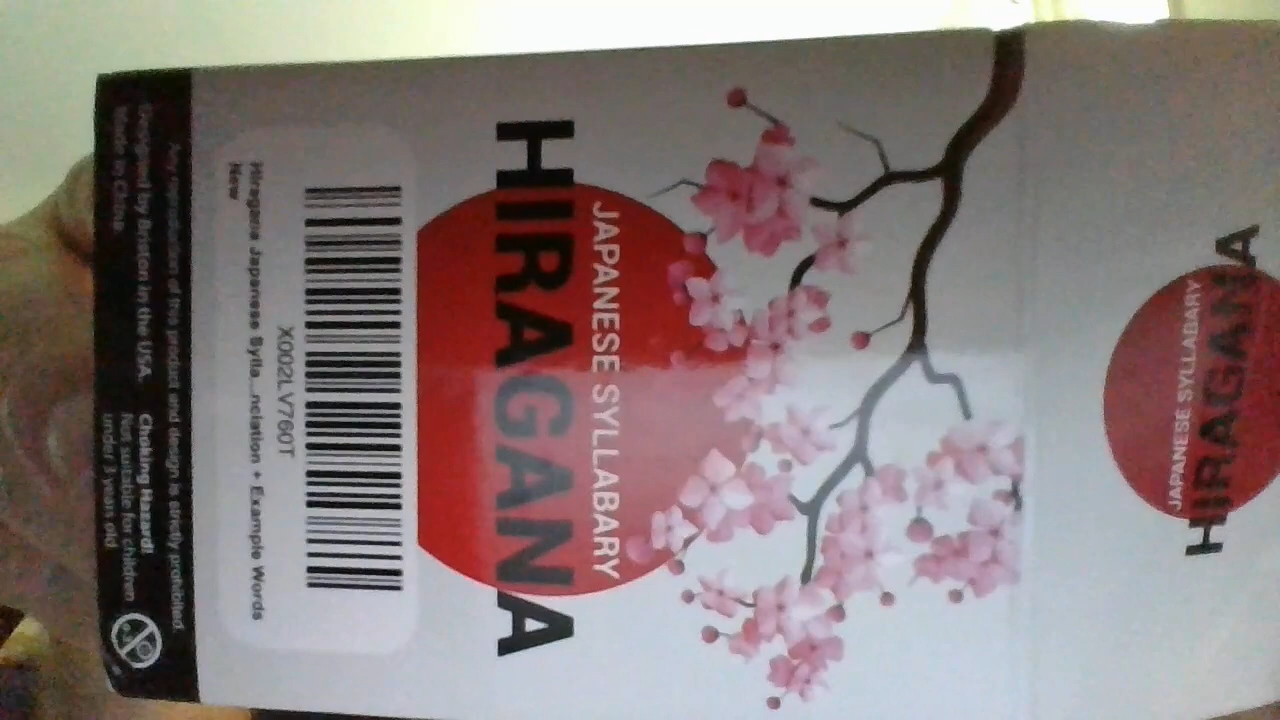 JAPANESE SYLLABARY
HIRAGANA
X002LV760T
Hiragana Japanese Sylla...nciation + Example Words
New
Any reproduction of this product and design is strictly prohibited.
Designed by Briston in the USA.
Made in China.
Choking Hazard!
Not suitable for children
under 3 years old
JAPANESE SYLLABARY
HIRAGANA